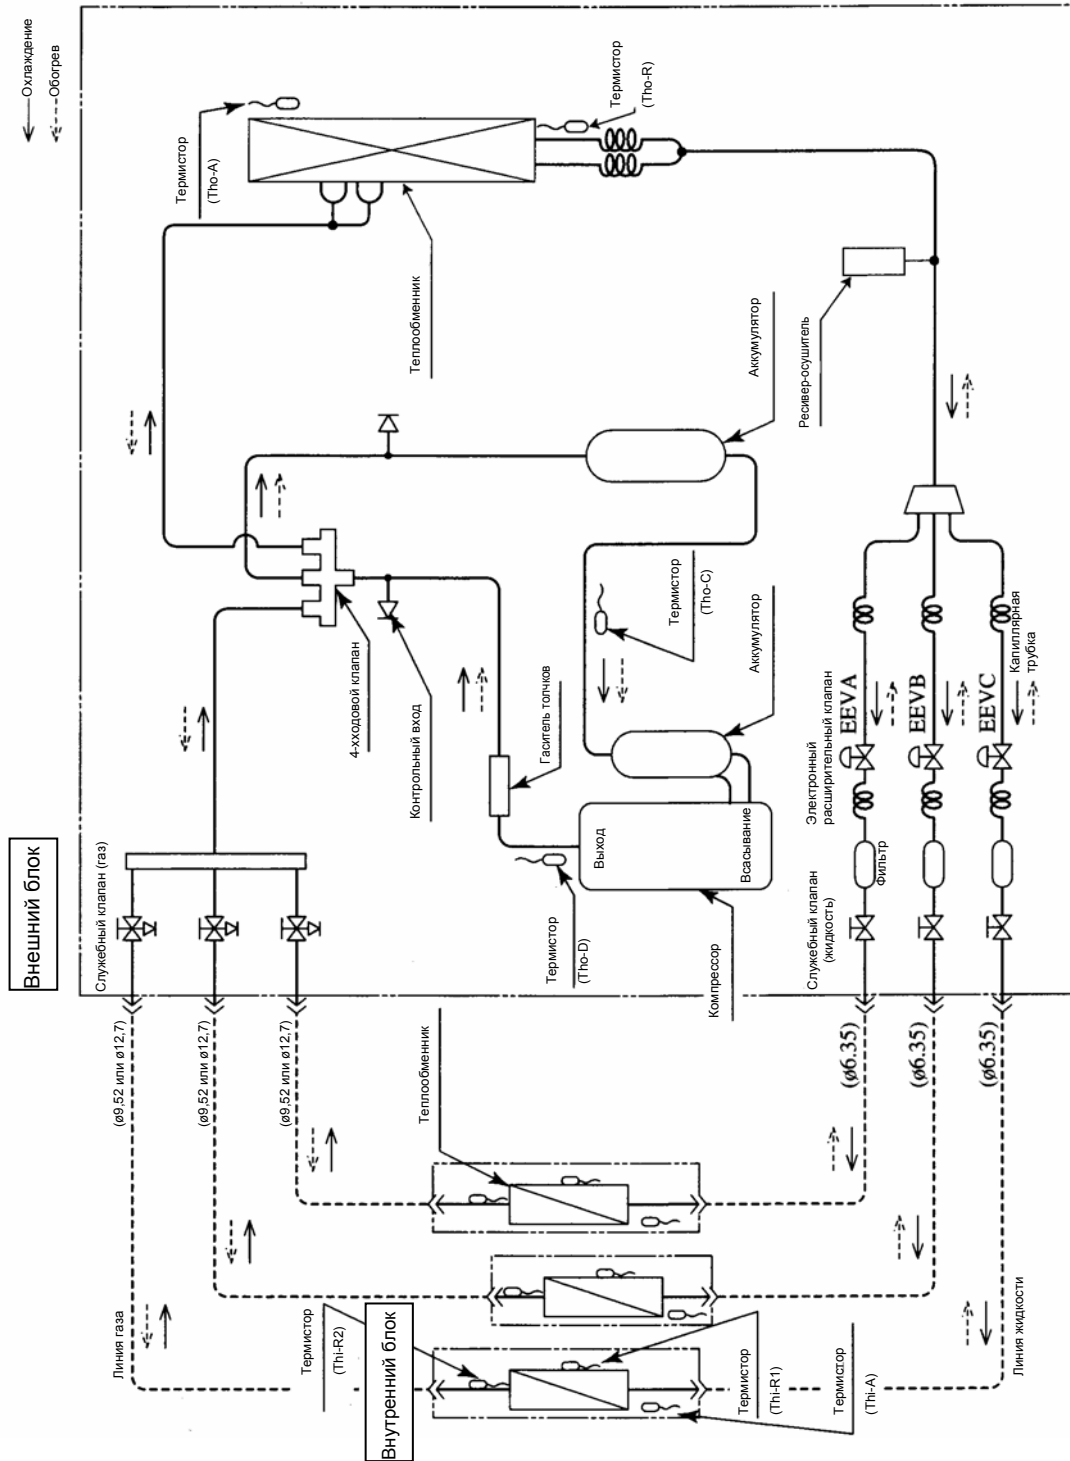 Охлаждение
Обогрев
Внешний блок
Термистор
(Tho-A)
Термистор
(Tho-R)
Теплообменник
Ресивер-осушитель
Аккумулятор
4-хходовой клапан
Контрольный вход
Гаситель толчков
Термистор
(Tho-C)
Аккумулятор
Служебный клапан (газ)
Выход
Всасывание
Термистор
(Tho-D)
Компрессор
Капиллярная
трубка
EEVA
EEVB
EEVC
Электронный
расширительный клапан
Фильтр
Служебный клапан
(жидкость)
(ø9,52 или ø12,7)
(ø9,52 или ø12,7)
(ø9,52 или ø12,7)
Теплообменник
(ø6.35)
(ø6.35)
(ø6.35)
Линия газа
Термистор
(Thi-R2)
Внутренний блок
Термистор
(Thi-R1)
Термистор
(Thi-A)
Линия жидкости